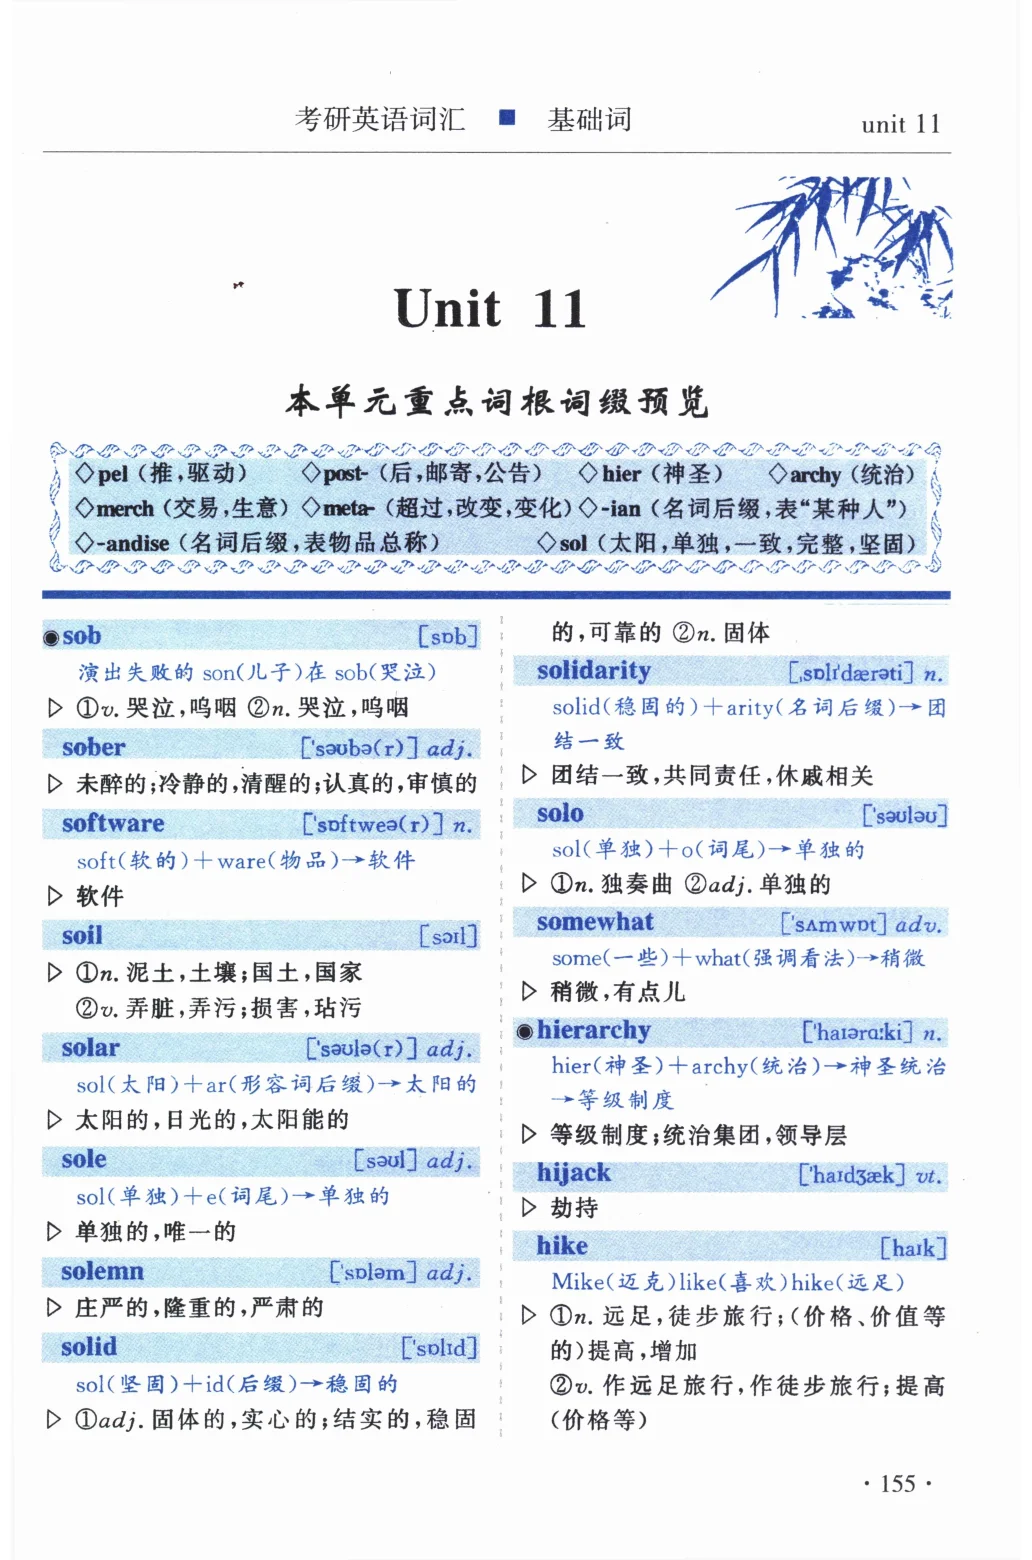 考研英语词汇 ■ 基础词 unit 11
Unit 11
本单元重点词根词缀预览
◇pel（推,驱动） ◇post-（后,邮寄,公告） ◇hier（神圣） ◇archy（统治）
◇merch（交易,生意）◇meta-（超过,改变,变化）◇-ian（名词后缀,表“某种人”）
◇-andise（名词后缀,表物品总称） ◇sol（太阳,单独,一致,完整,坚固）
◉sob [sɒb]
演出失败的 son(儿子)在 sob(哭泣)
▷ ①v.哭泣,呜咽 ②n.哭泣,呜咽
sober ['səʊbə(r)] adj.
▷ 未醉的;冷静的,清醒的;认真的,审慎的
software ['sɒftweə(r)] n.
soft(软的)+ware(物品)→软件
▷ 软件
soil [sɔɪl]
▷ ①n.泥土,土壤;国土,国家
②v.弄脏,弄污;损害,玷污
solar ['səʊlə(r)] adj.
sol(太阳)+ar(形容词后缀)→太阳的
▷ 太阳的,日光的,太阳能的
sole [səʊl] adj.
sol(单独)+e(词尾)→单独的
▷ 单独的,唯一的
solemn ['sɒləm] adj.
▷ 庄严的,隆重的,严肃的
solid ['sɒlɪd]
sol(坚固)+id(后缀)→稳固的
▷ ①adj.固体的,实心的;结实的,稳固
的,可靠的 ②n.固体
solidarity [ˌsɒlɪ'dærəti] n.
solid(稳固的)+arity(名词后缀)→团
结一致
▷ 团结一致,共同责任,休戚相关
solo ['səʊləʊ]
sol(单独)+o(词尾)→单独的
▷ ①n.独奏曲 ②adj.单独的
somewhat ['sʌmwɒt] adv.
some(一些)+what(强调看法)→稍微
▷ 稍微,有点儿
◉hierarchy ['haɪərɑːki] n.
hier(神圣)+archy(统治)→神圣统治
→等级制度
▷ 等级制度;统治集团,领导层
hijack ['haɪdʒæk] vt.
▷ 劫持
hike [haɪk]
Mike(迈克)like(喜欢)hike(远足)
▷ ①n.远足,徒步旅行;(价格、价值等
的)提高,增加
②v.作远足旅行,作徒步旅行;提高
(价格等)
· 155 ·